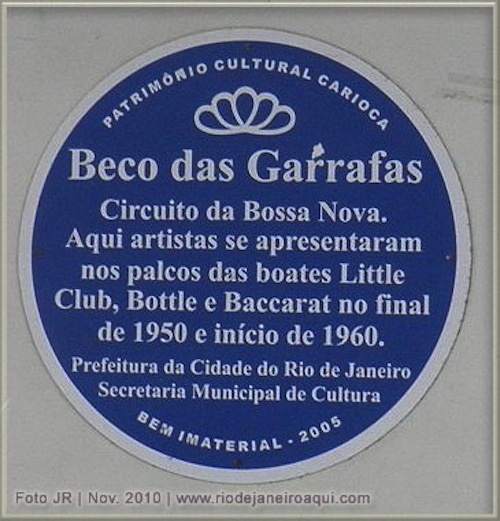 PATRIMÔNIO CULTURAL CARIOCA
Beco das Garrafas
Circuito da Bossa Nova.
Aqui artistas se apresentaram
nos palcos das boates Little
Club, Bottle e Baccarat no final
de 1950 e início de 1960.
Prefeitura da Cidade do Rio de Janeiro
Secretaria Municipal de Cultura
BEM IMATERIAL - 2005
Foto JR | Nov. 2010 | www.riodejaneiroaqui.com